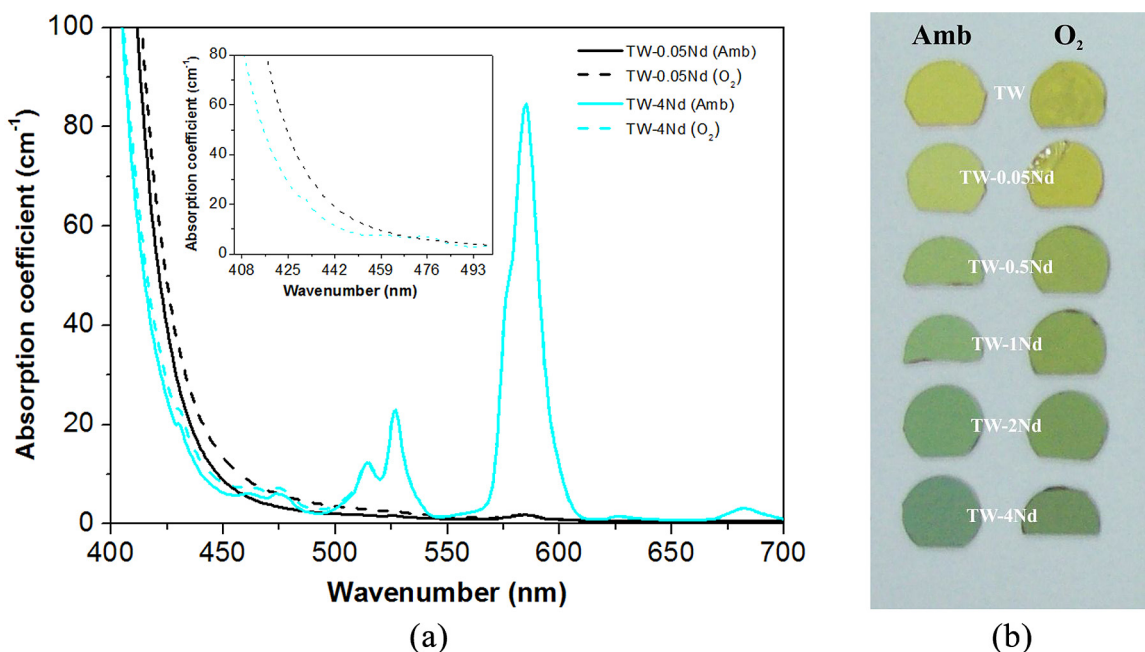 100
80
60
40
20
0
400
450
500
550
600
650
700
Absorption coefficient (cm⁻¹)
Wavenumber (nm)
80
60
40
20
0
408
425
442
459
476
493
Absorption coefficient (cm⁻¹)
Wavenumber (nm)
TW-0.05Nd (Amb)
TW-0.05Nd (O₂)
TW-4Nd (Amb)
TW-4Nd (O₂)
(a)
Amb O₂
TW
TW-0.05Nd
TW-0.5Nd
TW-1Nd
TW-2Nd
TW-4Nd
(b)